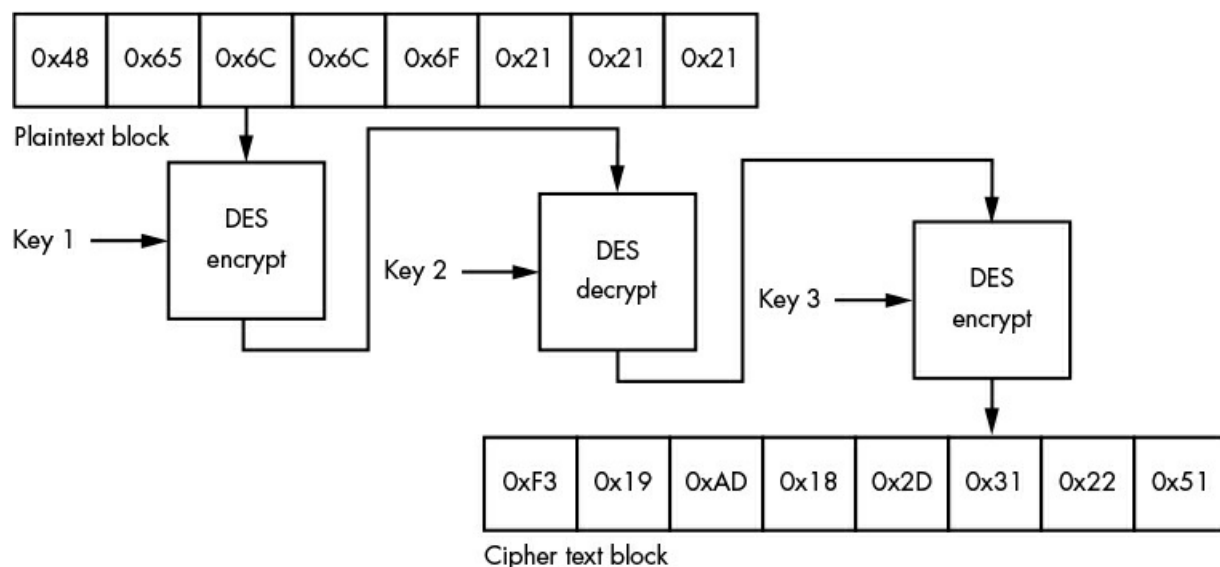 0x48 0x65 0x6C 0x6C 0x6F 0x21 0x21 0x21
Plaintext block
Key 1
DES
encrypt
Key 2
DES
decrypt
Key 3
DES
encrypt
0xF3 0x19 0xAD 0x18 0x2D 0x31 0x22 0x51
Cipher text block